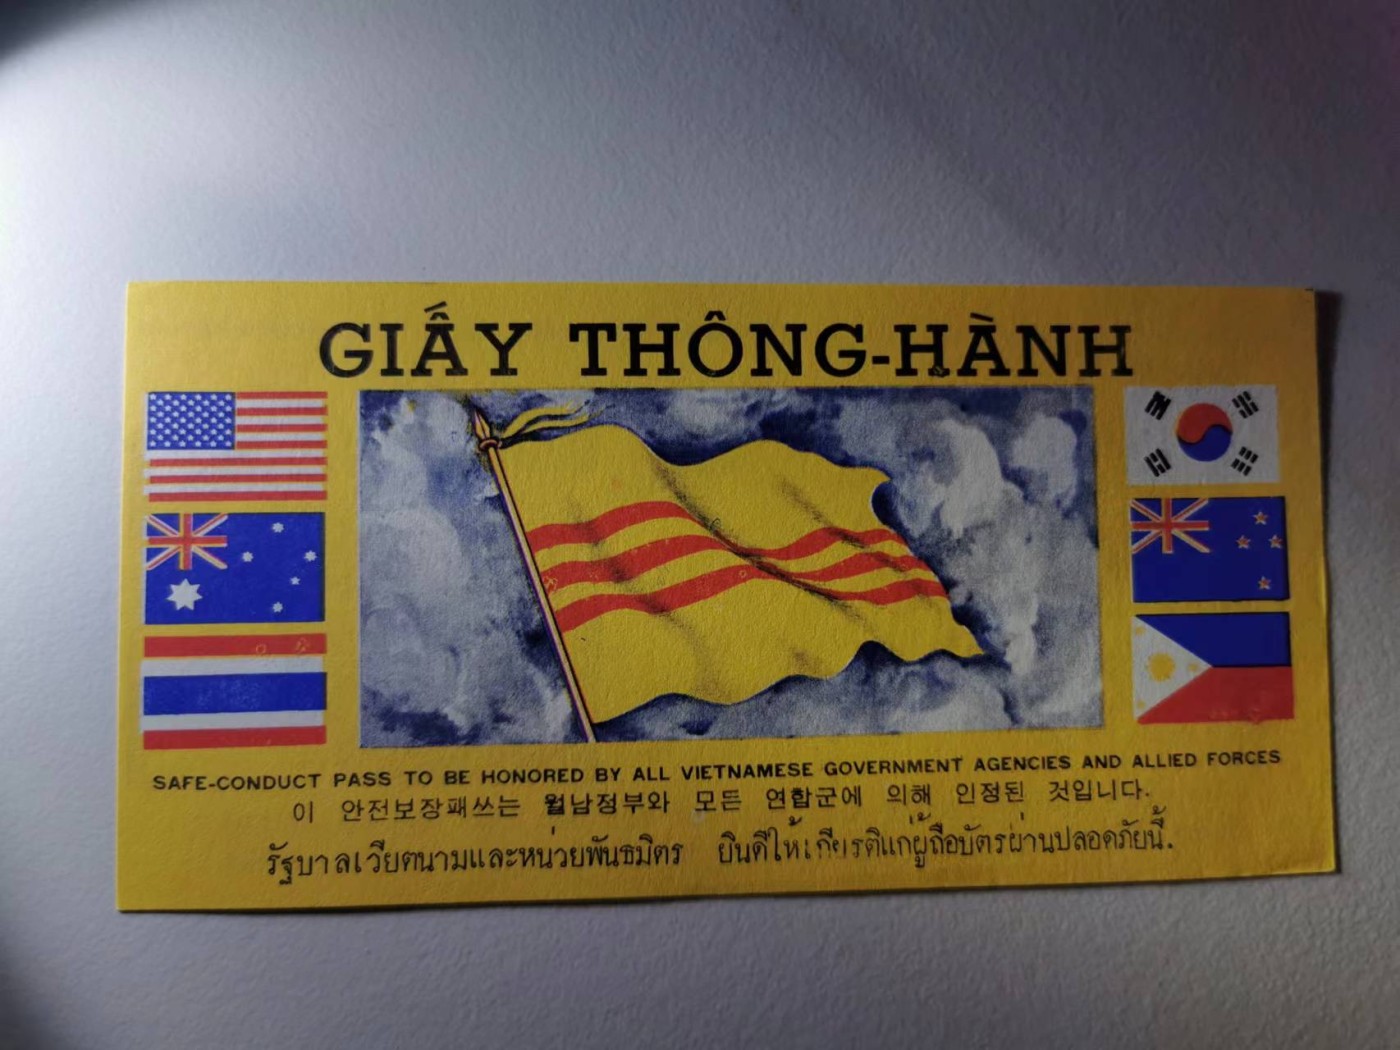 GIẤY THÔNG-HÀNH
SAFE-CONDUCT PASS TO BE HONORED BY ALL VIETNAMESE GOVERNMENT AGENCIES AND ALLIED FORCES
이 안전보장패쓰는 월남정부와 모든 연합군에 의해 인정된 것입니다.
รัฐบาลเวียตนามและหน่วยพันธมิตร ยินดีให้เกียรติแก่ผู้ถือบัตรผ่านปลอดภัยนี้.